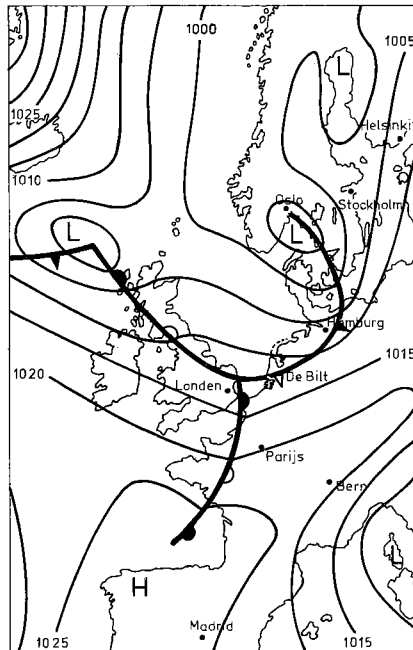 1000
1005
L
1025
Helsinki
1010
Oslo
Stockholm
L
L
Hamburg
1015
1020
Londen
De Bilt
Parijs
Bern
L
H
Madrid
1025
1015